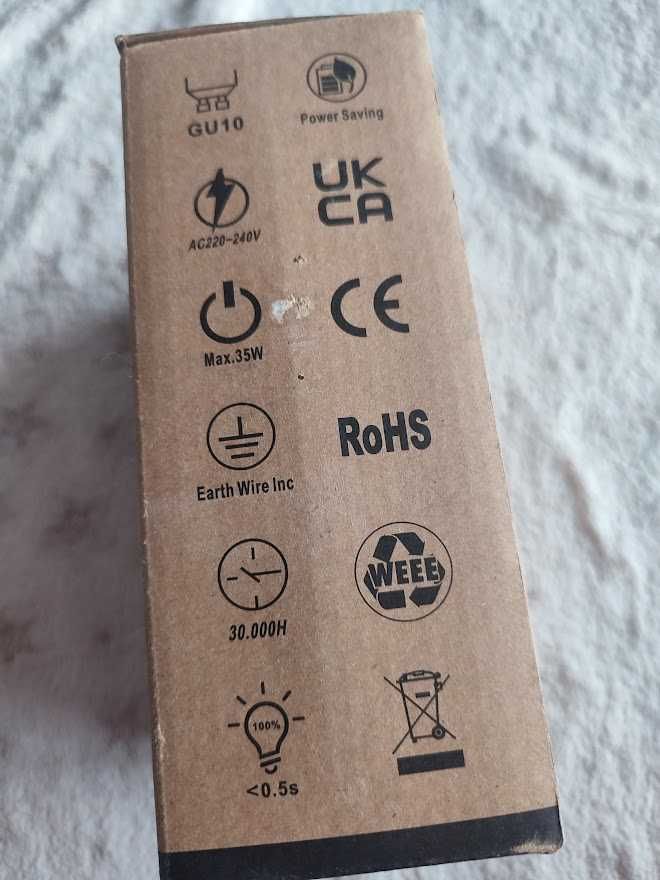 GU10
Power Saving
AC220-240V
UK
CA
Max.35W
CE
Earth Wire Inc
RoHS
30.000H
WEEE
100%
<0.5s